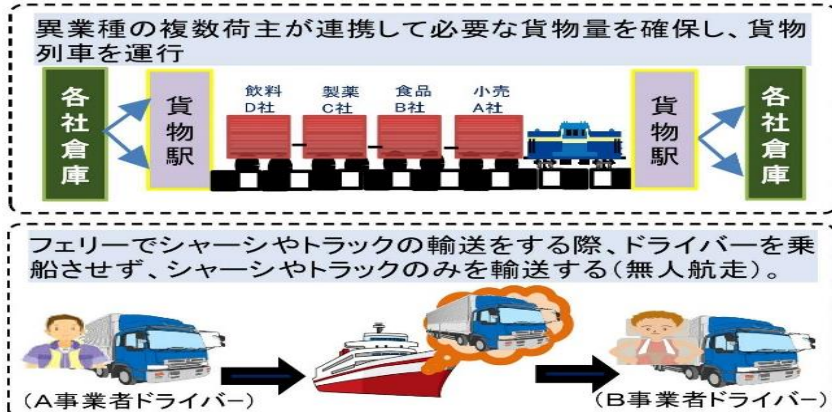 異業種の複数荷主が連携して必要な貨物量を確保し、貨物
列車を運行
各社倉庫
貨物駅
飲料
D社
製薬
C社
食品
B社
小売
A社
貨物駅
各社倉庫
フェリーでシャーシやトラックの輸送をする際、ドライバーを乗
船させず、シャーシやトラックのみを輸送する(無人航走)。
(A事業者ドライバー)
(B事業者ドライバー)